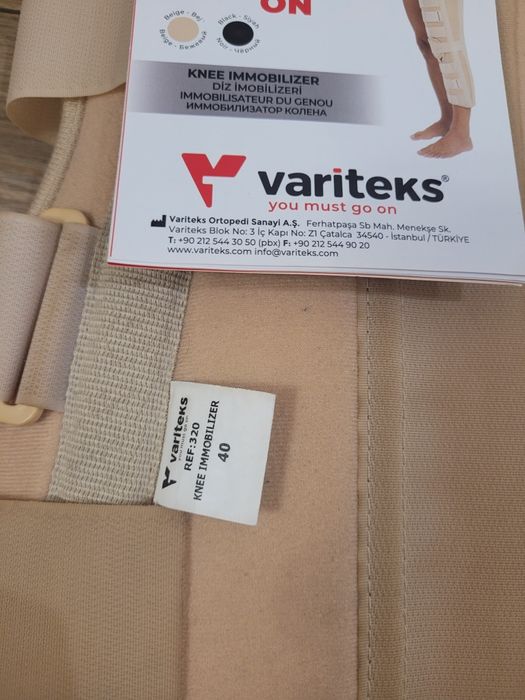 ON
Beige - Bej
Beige - Бежевый
Black - Siyah
Noir - Черный
KNEE IMMOBILIZER
DİZ İMOBİLİZERİ
IMMOBILISATEUR DU GENOU
ИММОБИЛИЗАТОР КОЛЕНА
variteks®
you must go on
Variteks Ortopedi Sanayi A.Ş. Ferhatpaşa Sb Mah. Menekşe Sk.
Variteks Blok No: 3 İç Kapı No: Z1 Çatalca 34540 - İstanbul / TÜRKİYE
T: +90 212 544 30 50 (pbx) F: +90 212 544 90 20
www.variteks.com info@variteks.com
variteks
REF:320
KNEE IMMOBILIZER
40